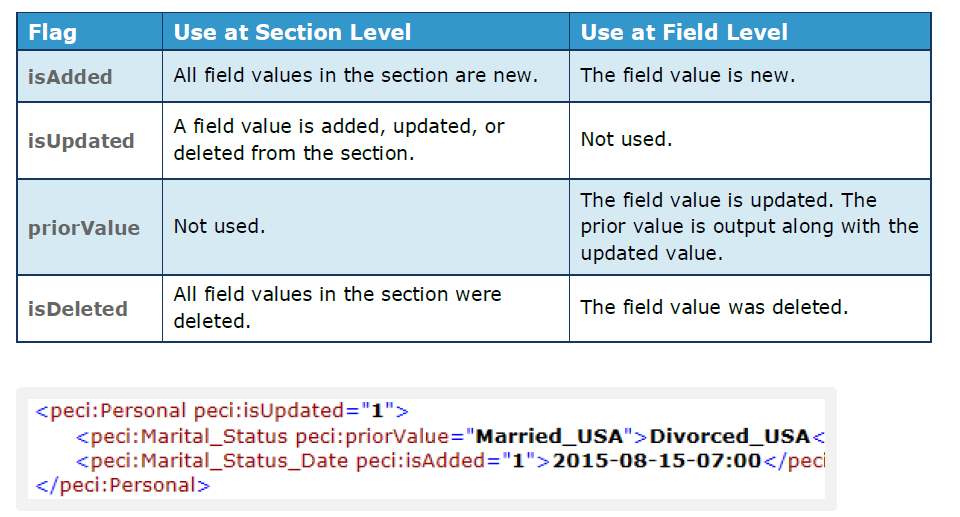 Flag Use at Section Level Use at Field Level
isAdded All field values in the section are new. The field value is new.
isUpdated A field value is added, updated, or
deleted from the section. Not used.
priorValue Not used. The field value is updated. The
prior value is output along with the
updated value.
isDeleted All field values in the section were
deleted. The field value was deleted.
<peci:Personal peci:isUpdated="1">
<peci:Marital_Status peci:priorValue="Married_USA">Divorced_USA<
<peci:Marital_Status_Date peci:isAdded="1">2015-08-15-07:00</peci
</peci:Personal>